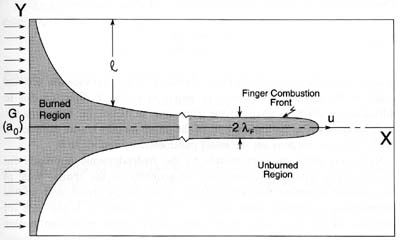 Y
ℓ
G₀
(a₀)
Burned
Region
Finger Combustion
Front
2 λF
u
X
Unburned
Region